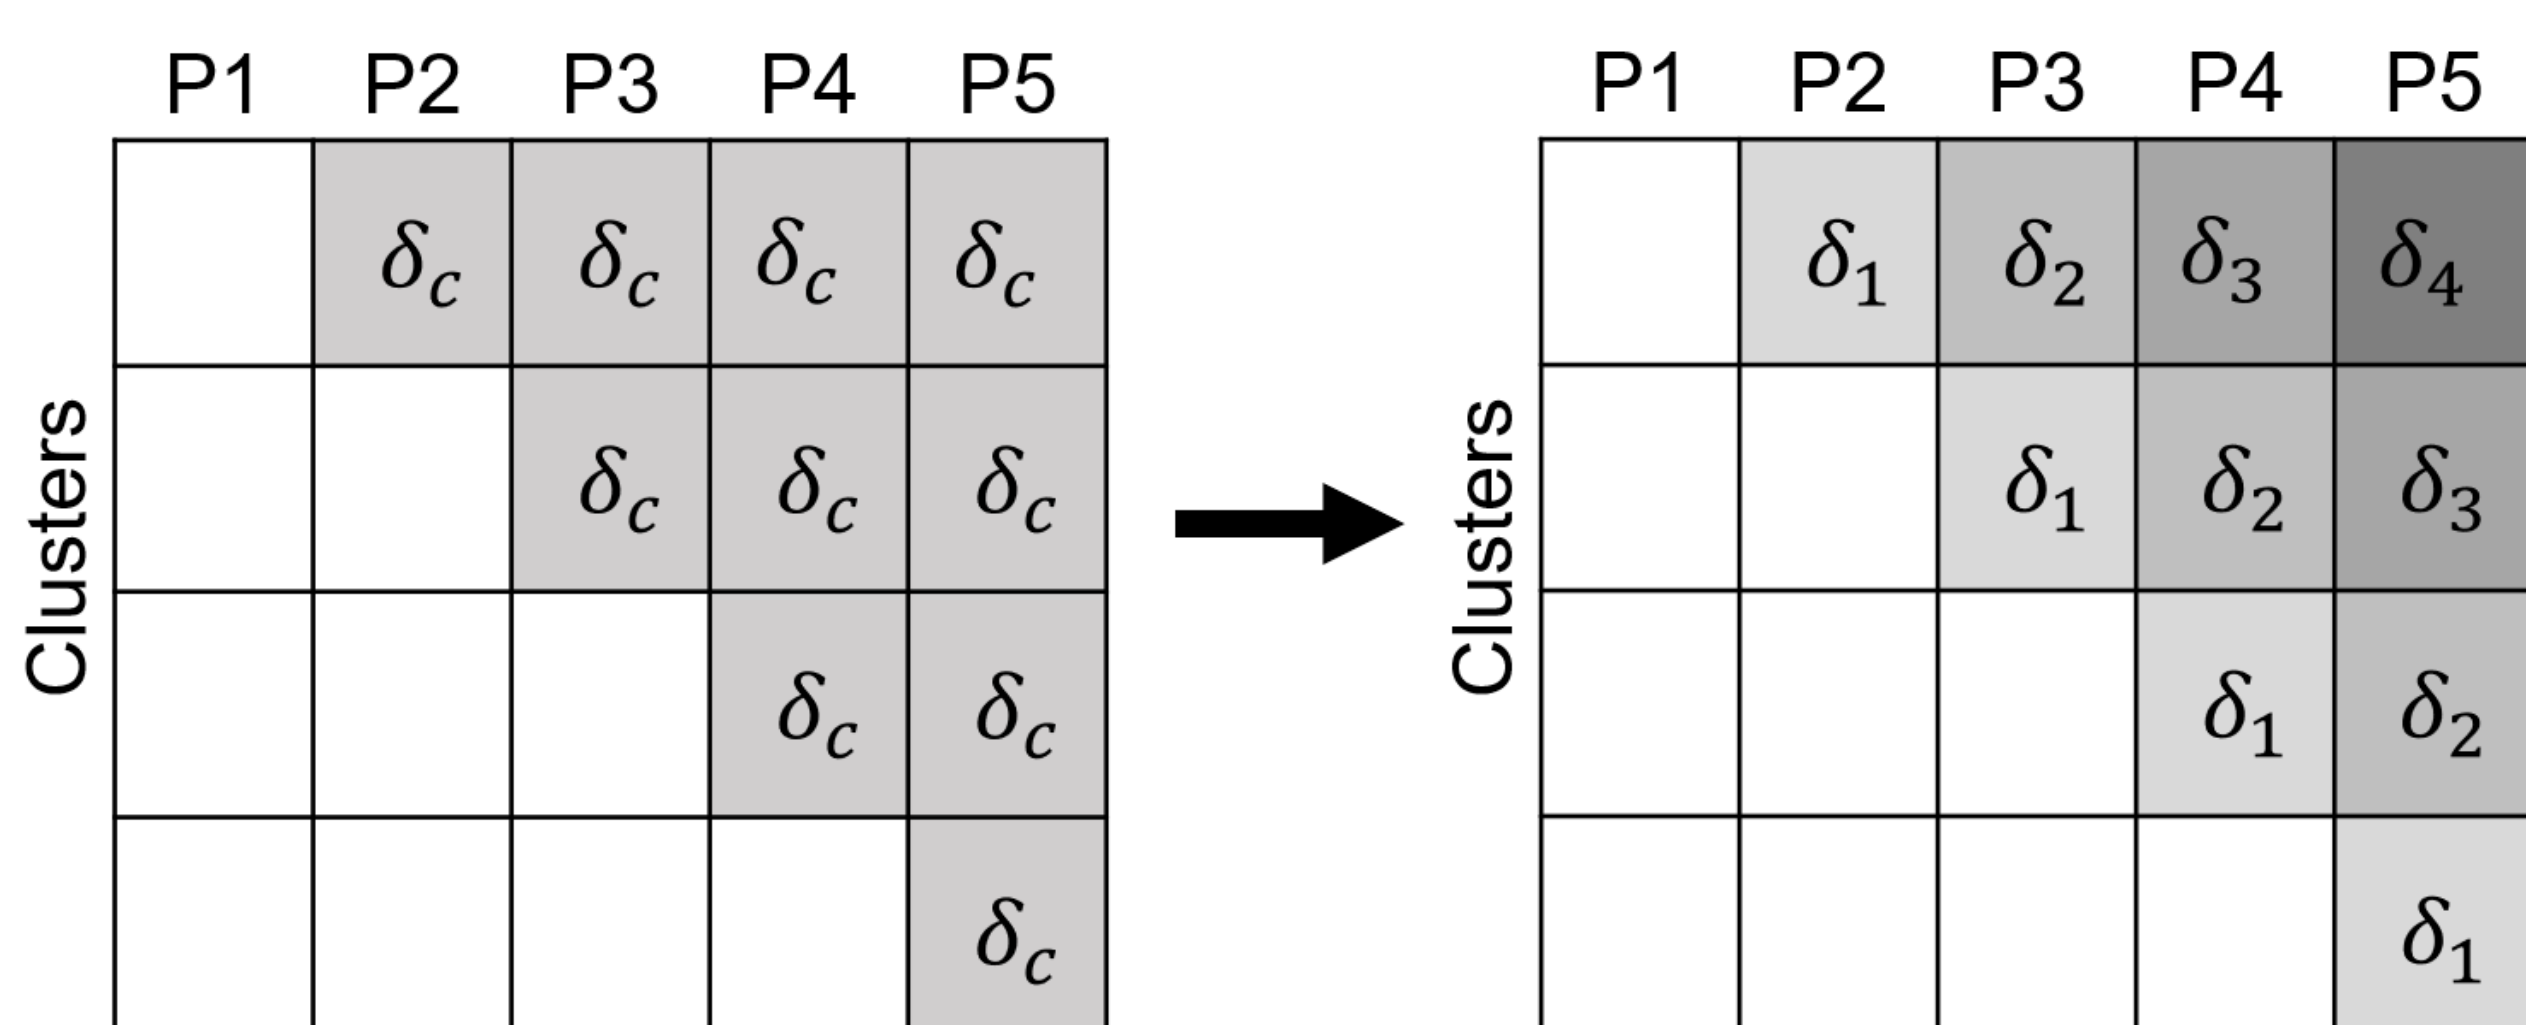 P1 P2 P3 P4 P5
Clusters
δc δc δc δc
δc δc δc
δc δc
δc
P1 P2 P3 P4 P5
Clusters
δ1 δ2 δ3 δ4
δ1 δ2 δ3
δ1 δ2
δ1